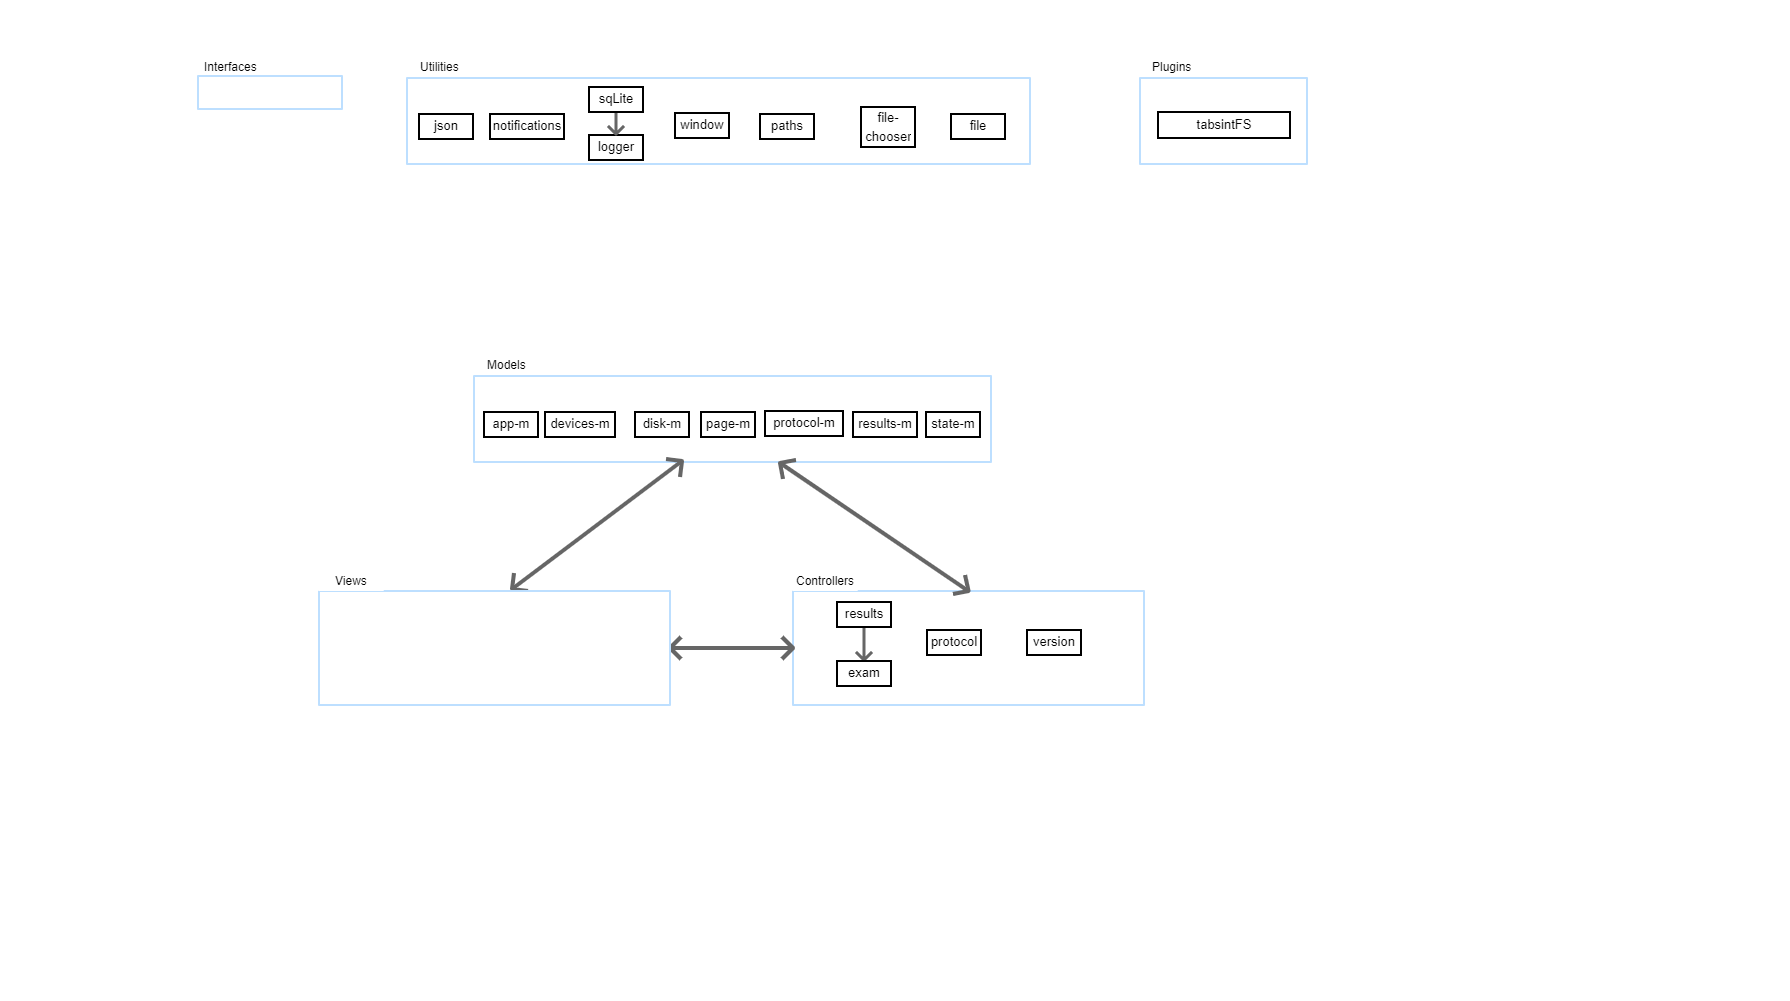 Interfaces
Utilities
Plugins
sqLite
json
notifications
window
paths
file-
chooser
file
tabsintFS
logger
Models
app-m
devices-m
disk-m
page-m
protocol-m
results-m
state-m
Views
Controllers
results
protocol
version
exam